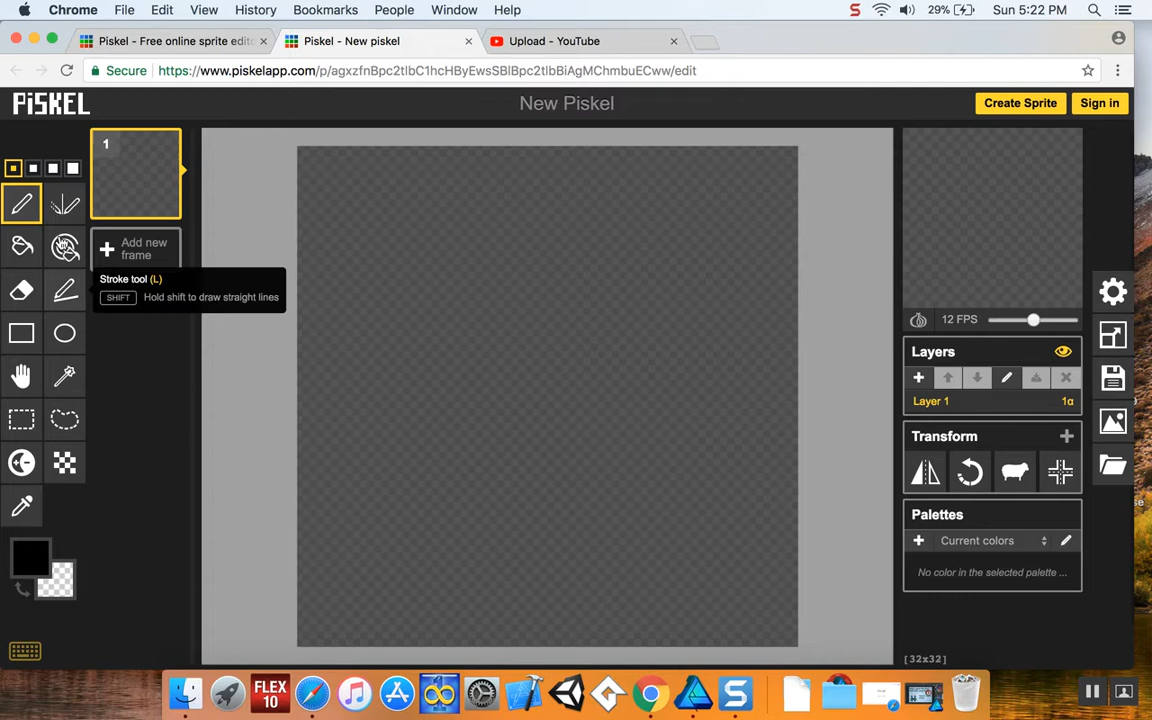 Chrome File Edit View History Bookmarks People Window Help S 29% Sun 5:22 PM
Piskel - Free online sprite edito Piskel - New piskel Upload - YouTube
Secure https://www.piskelapp.com/p/agxzfnBpc2tlbC1hcHByEwsSBlBpc2tlbBiAgMChmbuECww/edit
PiSKEL New Piskel Create Sprite Sign in
1
Add new
frame
Stroke tool (L)
SHIFT Hold shift to draw straight lines
12 FPS
Layers
Layer 1 1α
Transform
Palettes
Current colors
No color in the selected palette ...
[32x32]
FLEX
10
S